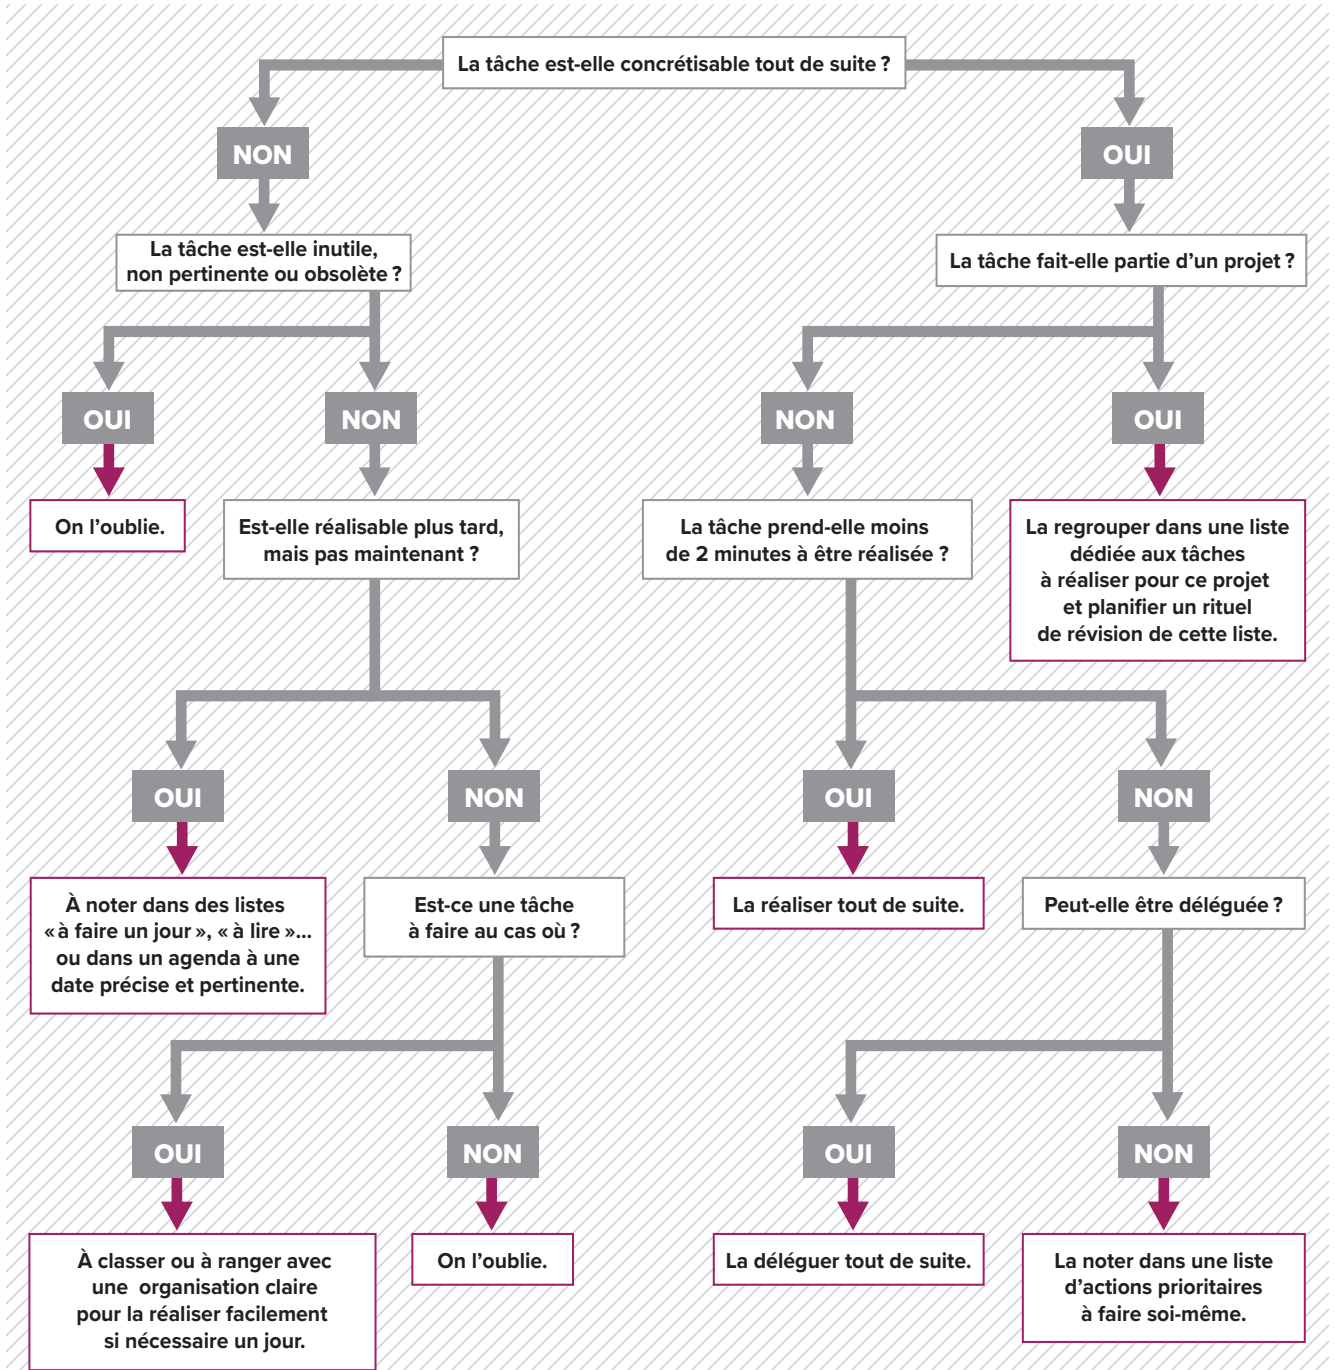 La tâche est-elle concrétisable tout de suite ?
NON
OUI
La tâche est-elle inutile,
non pertinente ou obsolète ?
La tâche fait-elle partie d’un projet ?
OUI
NON
NON
OUI
On l’oublie.
Est-elle réalisable plus tard,
mais pas maintenant ?
La tâche prend-elle moins
de 2 minutes à être réalisée ?
La regrouper dans une liste
dédiée aux tâches
à réaliser pour ce projet
et planifier un rituel
de révision de cette liste.
OUI
NON
OUI
NON
À noter dans des listes
« à faire un jour », « à lire »...
ou dans un agenda à une
date précise et pertinente.
Est-ce une tâche
à faire au cas où ?
La réaliser tout de suite.
Peut-elle être déléguée ?
OUI
NON
OUI
NON
À classer ou à ranger avec
une organisation claire
pour la réaliser facilement
si nécessaire un jour.
On l’oublie.
La déléguer tout de suite.
La noter dans une liste
d’actions prioritaires
à faire soi-même.